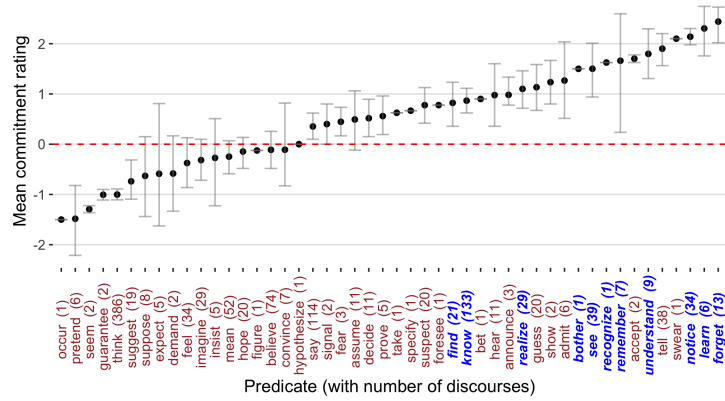 Mean commitment rating
2
1
0
-1
-2
occur (1)
pretend (6)
seem (2)
guarantee (2)
think (386)
suggest (19)
suppose (8)
expect (5)
demand (2)
feel (34)
imagine (29)
insist (5)
mean (52)
hope (20)
figure (1)
believe (74)
convince (7)
hypothesize (1)
say (114)
signal (2)
fear (3)
assume (11)
decide (11)
prove (5)
take (1)
specify (1)
suspect (20)
foresee (1)
find (21)
know (133)
bet (1)
hear (11)
announce (3)
realize (29)
guess (20)
show (2)
admit (6)
bother (1)
see (39)
recognize (1)
remember (7)
accept (2)
understand (9)
tell (38)
swear (1)
notice (34)
learn (6)
forget (13)
Predicate (with number of discourses)